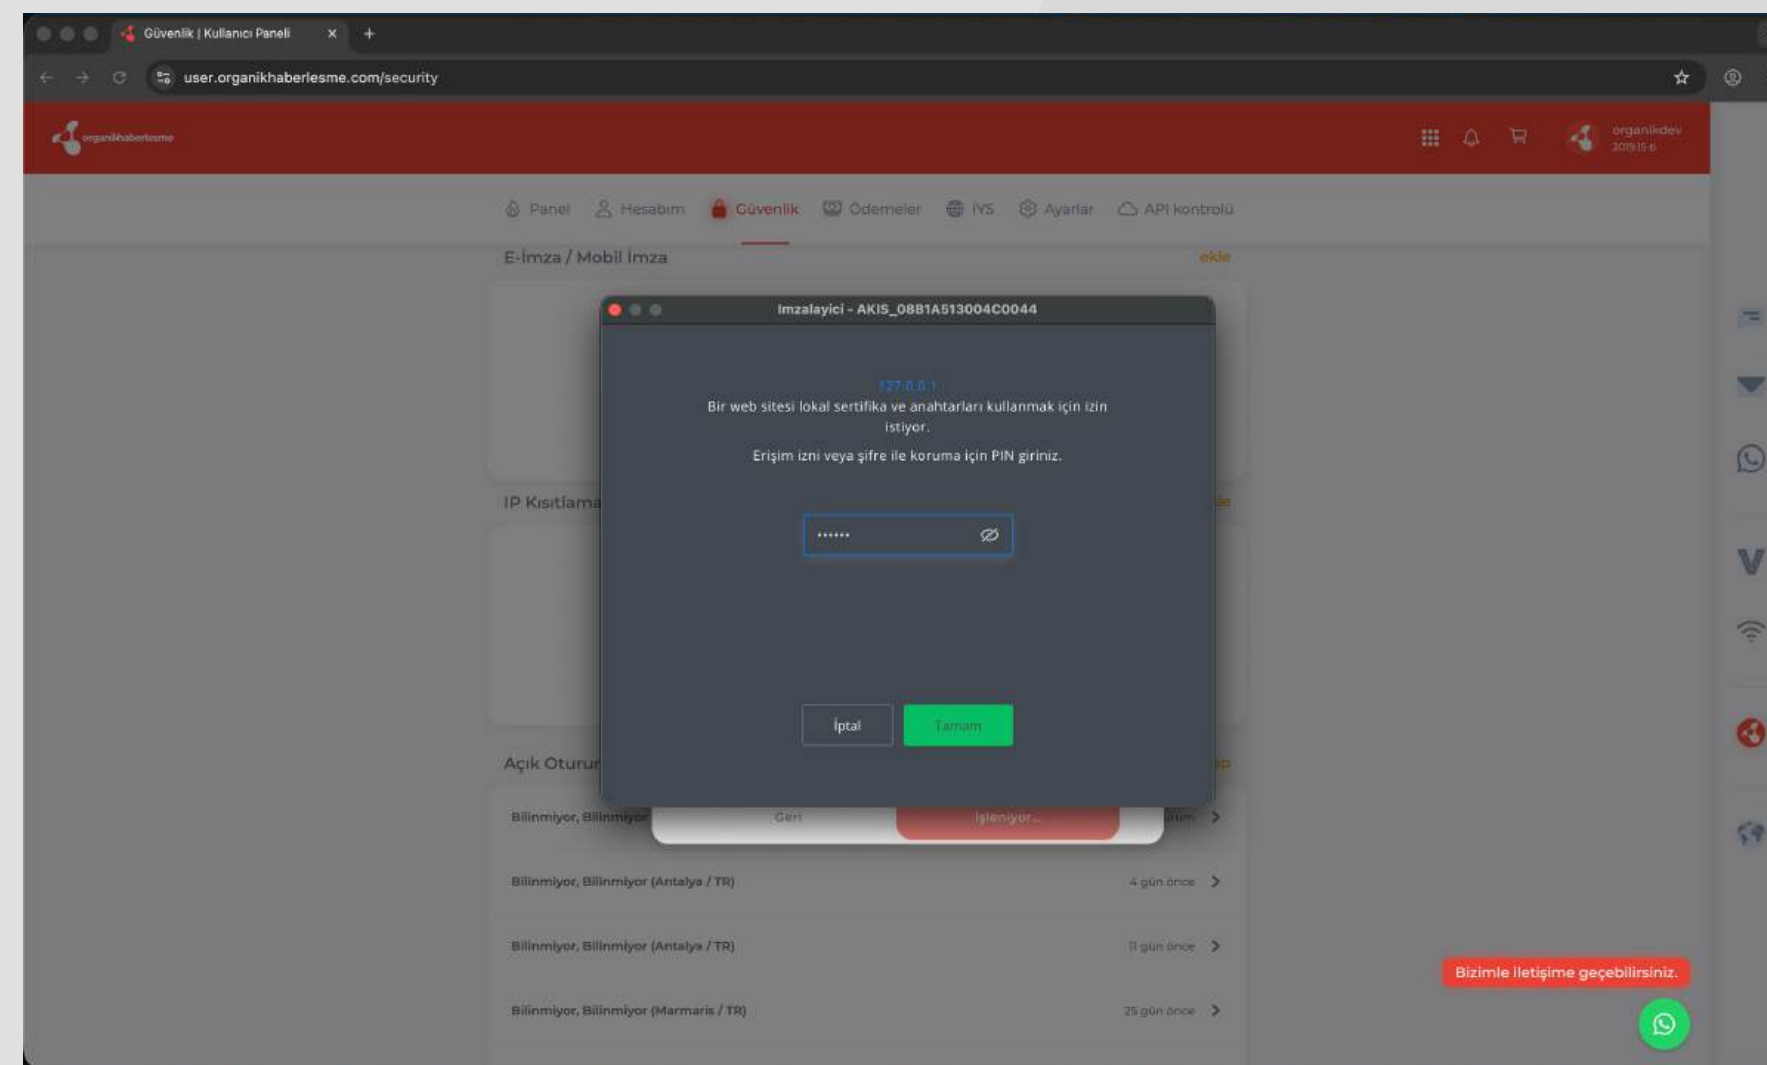 Güvenlik | Kullanıcı Paneli
user.organikhaberlesme.com/security
organikhaberlesme
organikdev
2019.15 ₺
Panel Hesabım Güvenlik Ödemeler İYS Ayarlar API kontrolü
E-İmza / Mobil İmza ekle
Imzalayici - AKIS_08B1A513004C0044
127.0.0.1
Bir web sitesi lokal sertifika ve anahtarları kullanmak için izin
istiyor.
Erişim izni veya şifre ile koruma için PIN giriniz.
IP Kısıtlama
••••••
İptal Tamam
Açık Oturu
Bilinmiyor, Bilinmiyor
Geri İşleniyor...
Bilinmiyor, Bilinmiyor (Antalya / TR) 4 gün önce
Bilinmiyor, Bilinmiyor (Antalya / TR) 11 gün önce
Bizimle iletişime geçebilirsiniz.
Bilinmiyor, Bilinmiyor (Marmaris / TR) 25 gün önce